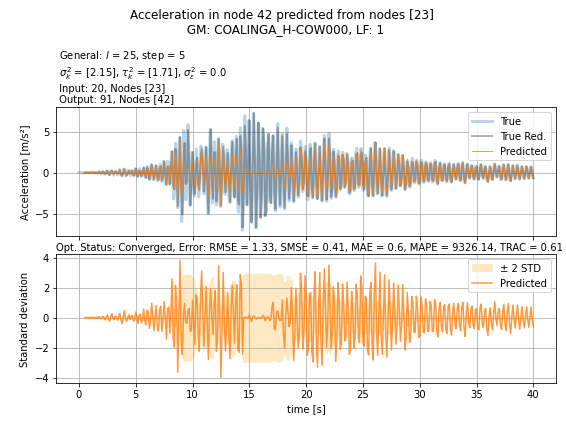 Acceleration in node 42 predicted from nodes [23]
GM: COALINGA_H-COW000, LF: 1
General: l = 25, step = 5
σ²ₖ = [2.15], τ²ₖ = [1.71], σ²ε = 0.0
Input: 20, Nodes [23]
Output: 91, Nodes [42]
Acceleration [m/s²]
5
0
−5
True
True Red.
Predicted
Opt. Status: Converged, Error: RMSE = 1.33, SMSE = 0.41, MAE = 0.6, MAPE = 9326.14, TRAC = 0.61
Standard deviation
4
2
0
−2
−4
± 2 STD
Predicted
0 5 10 15 20 25 30 35 40
time [s]